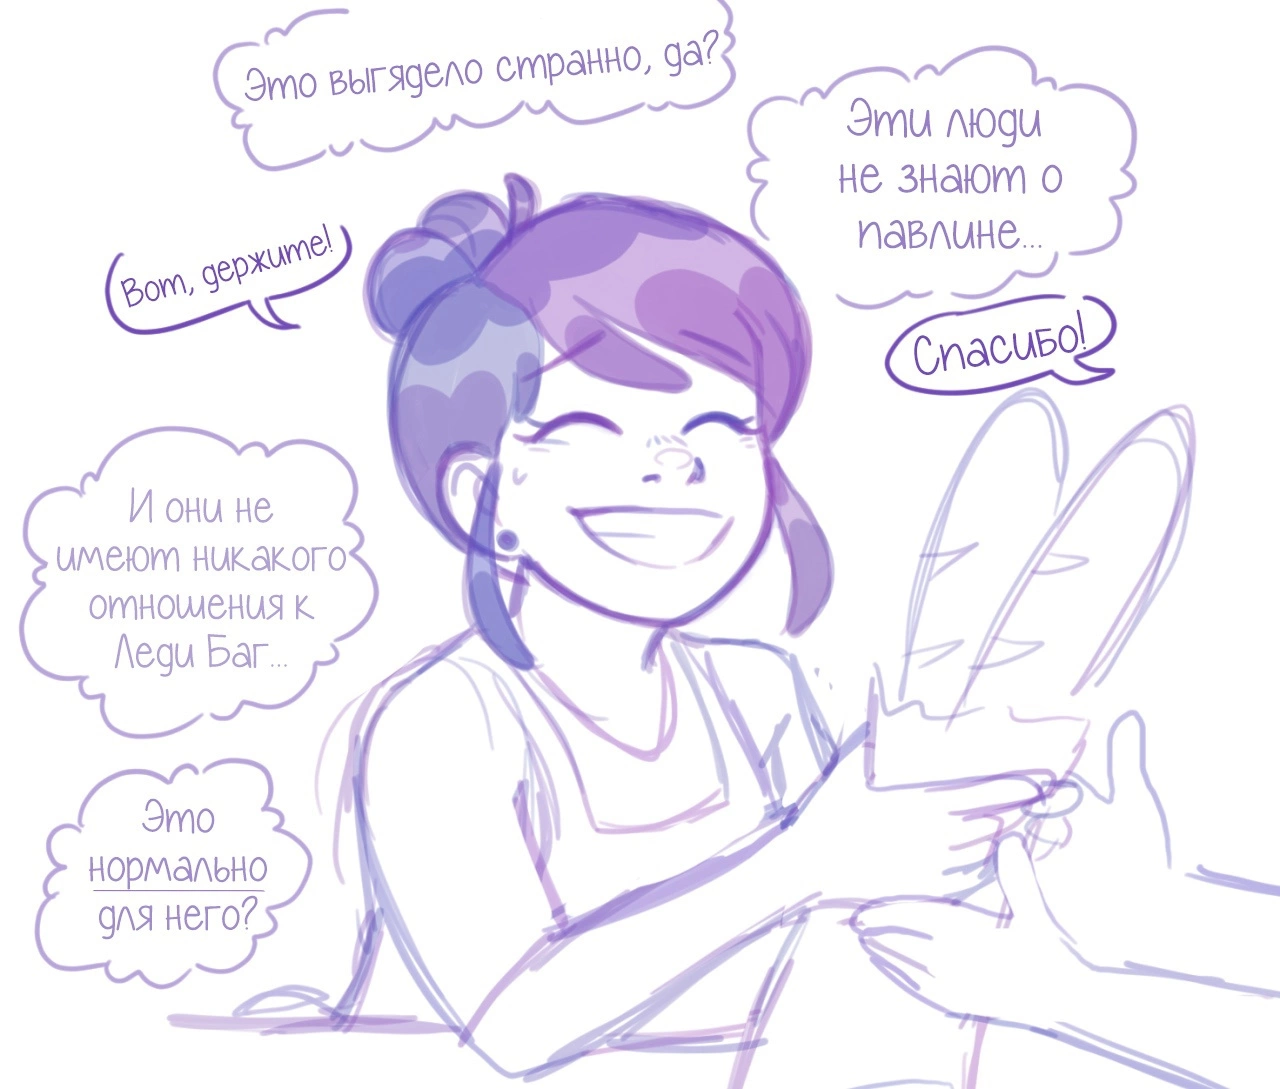 Это выгядело странно, да?
Эти люди
не знают о
павлине...
Вот, держите!
Спасибо!
И они не
имеют никакого
отношения к
Леди Баг...
Это
нормально
для него?